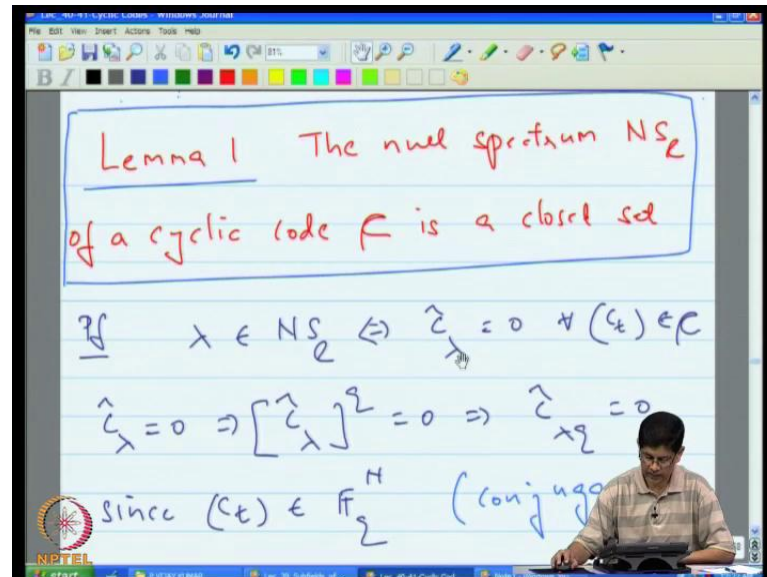 Lec_40-41-Cyclic Codes - Windows Journal
File Edit View Insert Actions Tools Help
81%
B I
Lemma 1 The null spectrum NS_C
of a cyclic code C is a closed set
Pf λ ∈ NS_C ⇔ ĉ_λ = 0 ∀ (c_t) ∈ C
ĉ_λ = 0 ⇒ [ĉ_λ]^q = 0 ⇒ ĉ_λq = 0
since (c_t) ∈ F_q^N (conjuga
NPTEL
start